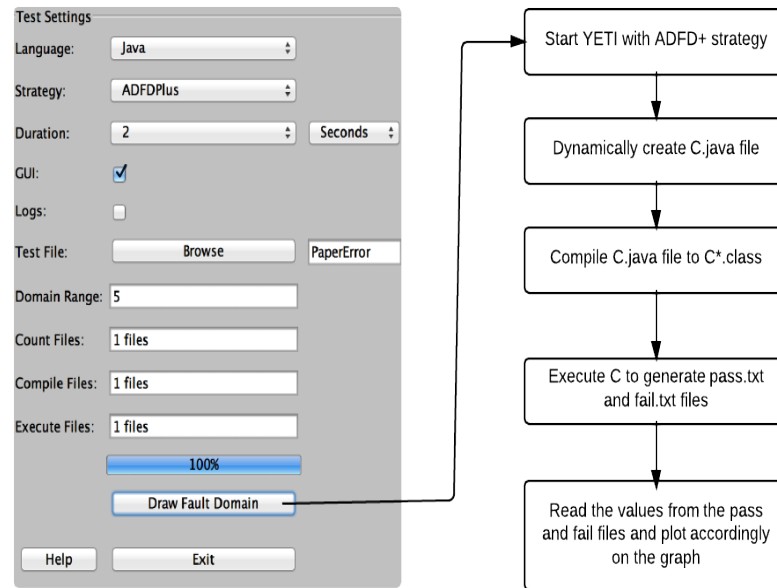 Test Settings
Language: Java
Strategy: ADFDPlus
Duration: 2 Seconds
GUI:
Logs:
Test File: Browse PaperError
Domain Range: 5
Count Files: 1 files
Compile Files: 1 files
Execute Files: 1 files
100%
Draw Fault Domain
Help Exit
Start YETI with ADFD+ strategy
Dynamically create C.java file
Compile C.java file to C*.class
Execute C to generate pass.txt
and fail.txt files
Read the values from the pass
and fail files and plot accordingly
on the graph